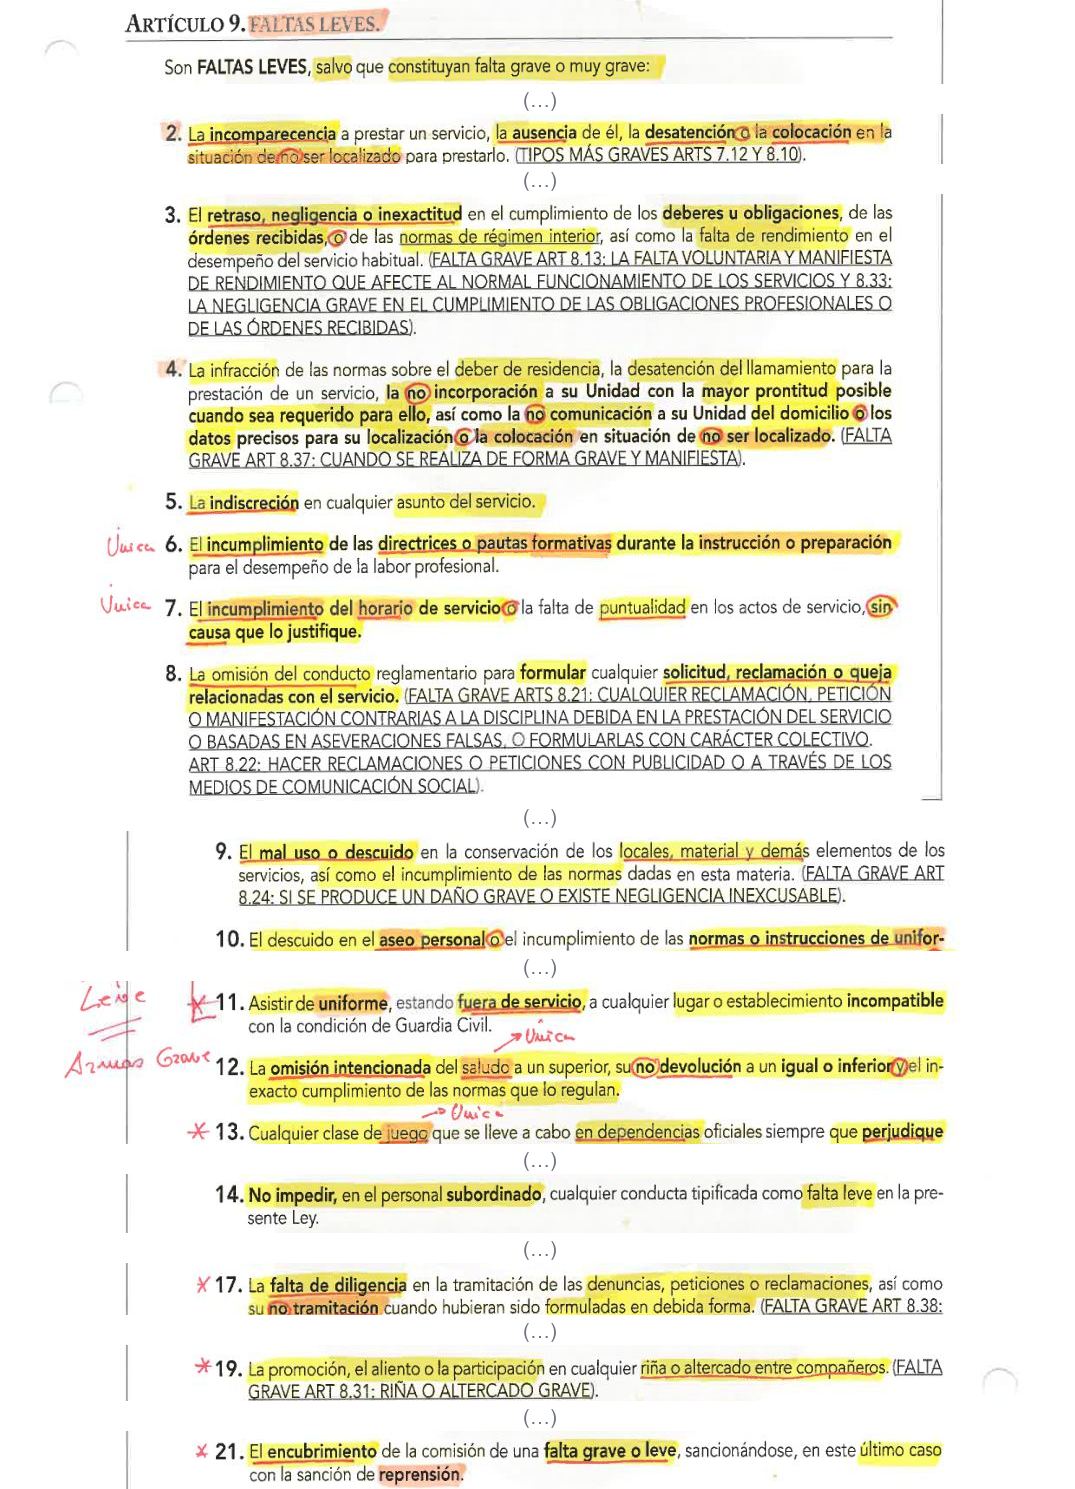 ARTÍCULO 9. FALTAS LEVES.
Son FALTAS LEVES, salvo que constituyan falta grave o muy grave:
(...)
2. La incomparecencia a prestar un servicio, la ausencia de él, la desatención o la colocación en la
situación de no ser localizado para prestarlo. (TIPOS MÁS GRAVES ARTS 7.12 Y 8.10).
(...)
3. El retraso, negligencia o inexactitud en el cumplimiento de los deberes u obligaciones, de las
órdenes recibidas, o de las normas de régimen interior, así como la falta de rendimiento en el
desempeño del servicio habitual. (FALTA GRAVE ART 8.13: LA FALTA VOLUNTARIA Y MANIFIESTA
DE RENDIMIENTO QUE AFECTE AL NORMAL FUNCIONAMIENTO DE LOS SERVICIOS Y 8.33:
LA NEGLIGENCIA GRAVE EN EL CUMPLIMIENTO DE LAS OBLIGACIONES PROFESIONALES O
DE LAS ÓRDENES RECIBIDAS).
4. La infracción de las normas sobre el deber de residencia, la desatención del llamamiento para la
prestación de un servicio, la no incorporación a su Unidad con la mayor prontitud posible
cuando sea requerido para ello, así como la no comunicación a su Unidad del domicilio o los
datos precisos para su localización o la colocación en situación de no ser localizado. (FALTA
GRAVE ART 8.37: CUANDO SE REALIZA DE FORMA GRAVE Y MANIFIESTA).
5. La indiscreción en cualquier asunto del servicio.
Única 6. El incumplimiento de las directrices o pautas formativas durante la instrucción o preparación
para el desempeño de la labor profesional.
Única 7. El incumplimiento del horario de servicio o la falta de puntualidad en los actos de servicio, sin
causa que lo justifique.
8. La omisión del conducto reglamentario para formular cualquier solicitud, reclamación o queja
relacionadas con el servicio. (FALTA GRAVE ARTS 8.21: CUALQUIER RECLAMACIÓN, PETICIÓN
O MANIFESTACIÓN CONTRARIAS A LA DISCIPLINA DEBIDA EN LA PRESTACIÓN DEL SERVICIO
O BASADAS EN ASEVERACIONES FALSAS, O FORMULARLAS CON CARÁCTER COLECTIVO.
ART 8.22: HACER RECLAMACIONES O PETICIONES CON PUBLICIDAD O A TRAVÉS DE LOS
MEDIOS DE COMUNICACIÓN SOCIAL).
(...)
9. El mal uso o descuido en la conservación de los locales, material y demás elementos de los
servicios, así como el incumplimiento de las normas dadas en esta materia. (FALTA GRAVE ART
8.24: SI SE PRODUCE UN DAÑO GRAVE O EXISTE NEGLIGENCIA INEXCUSABLE).
10. El descuido en el aseo personal o el incumplimiento de las normas o instrucciones de unifor-
(...)
Leve 11. Asistir de uniforme, estando fuera de servicio, a cualquier lugar o establecimiento incompatible
con la condición de Guardia Civil.
Única
Armas Grave 12. La omisión intencionada del saludo a un superior, su no devolución a un igual o inferior y el in-
exacto cumplimiento de las normas que lo regulan.
Única
13. Cualquier clase de juego que se lleve a cabo en dependencias oficiales siempre que perjudique
(...)
14. No impedir, en el personal subordinado, cualquier conducta tipificada como falta leve en la pre-
sente Ley.
(...)
17. La falta de diligencia en la tramitación de las denuncias, peticiones o reclamaciones, así como
su no tramitación cuando hubieran sido formuladas en debida forma. (FALTA GRAVE ART 8.38:
(...)
19. La promoción, el aliento o la participación en cualquier riña o altercado entre compañeros. (FALTA
GRAVE ART 8.31: RIÑA O ALTERCADO GRAVE).
(...)
21. El encubrimiento de la comisión de una falta grave o leve, sancionándose, en este último caso
con la sanción de reprensión.